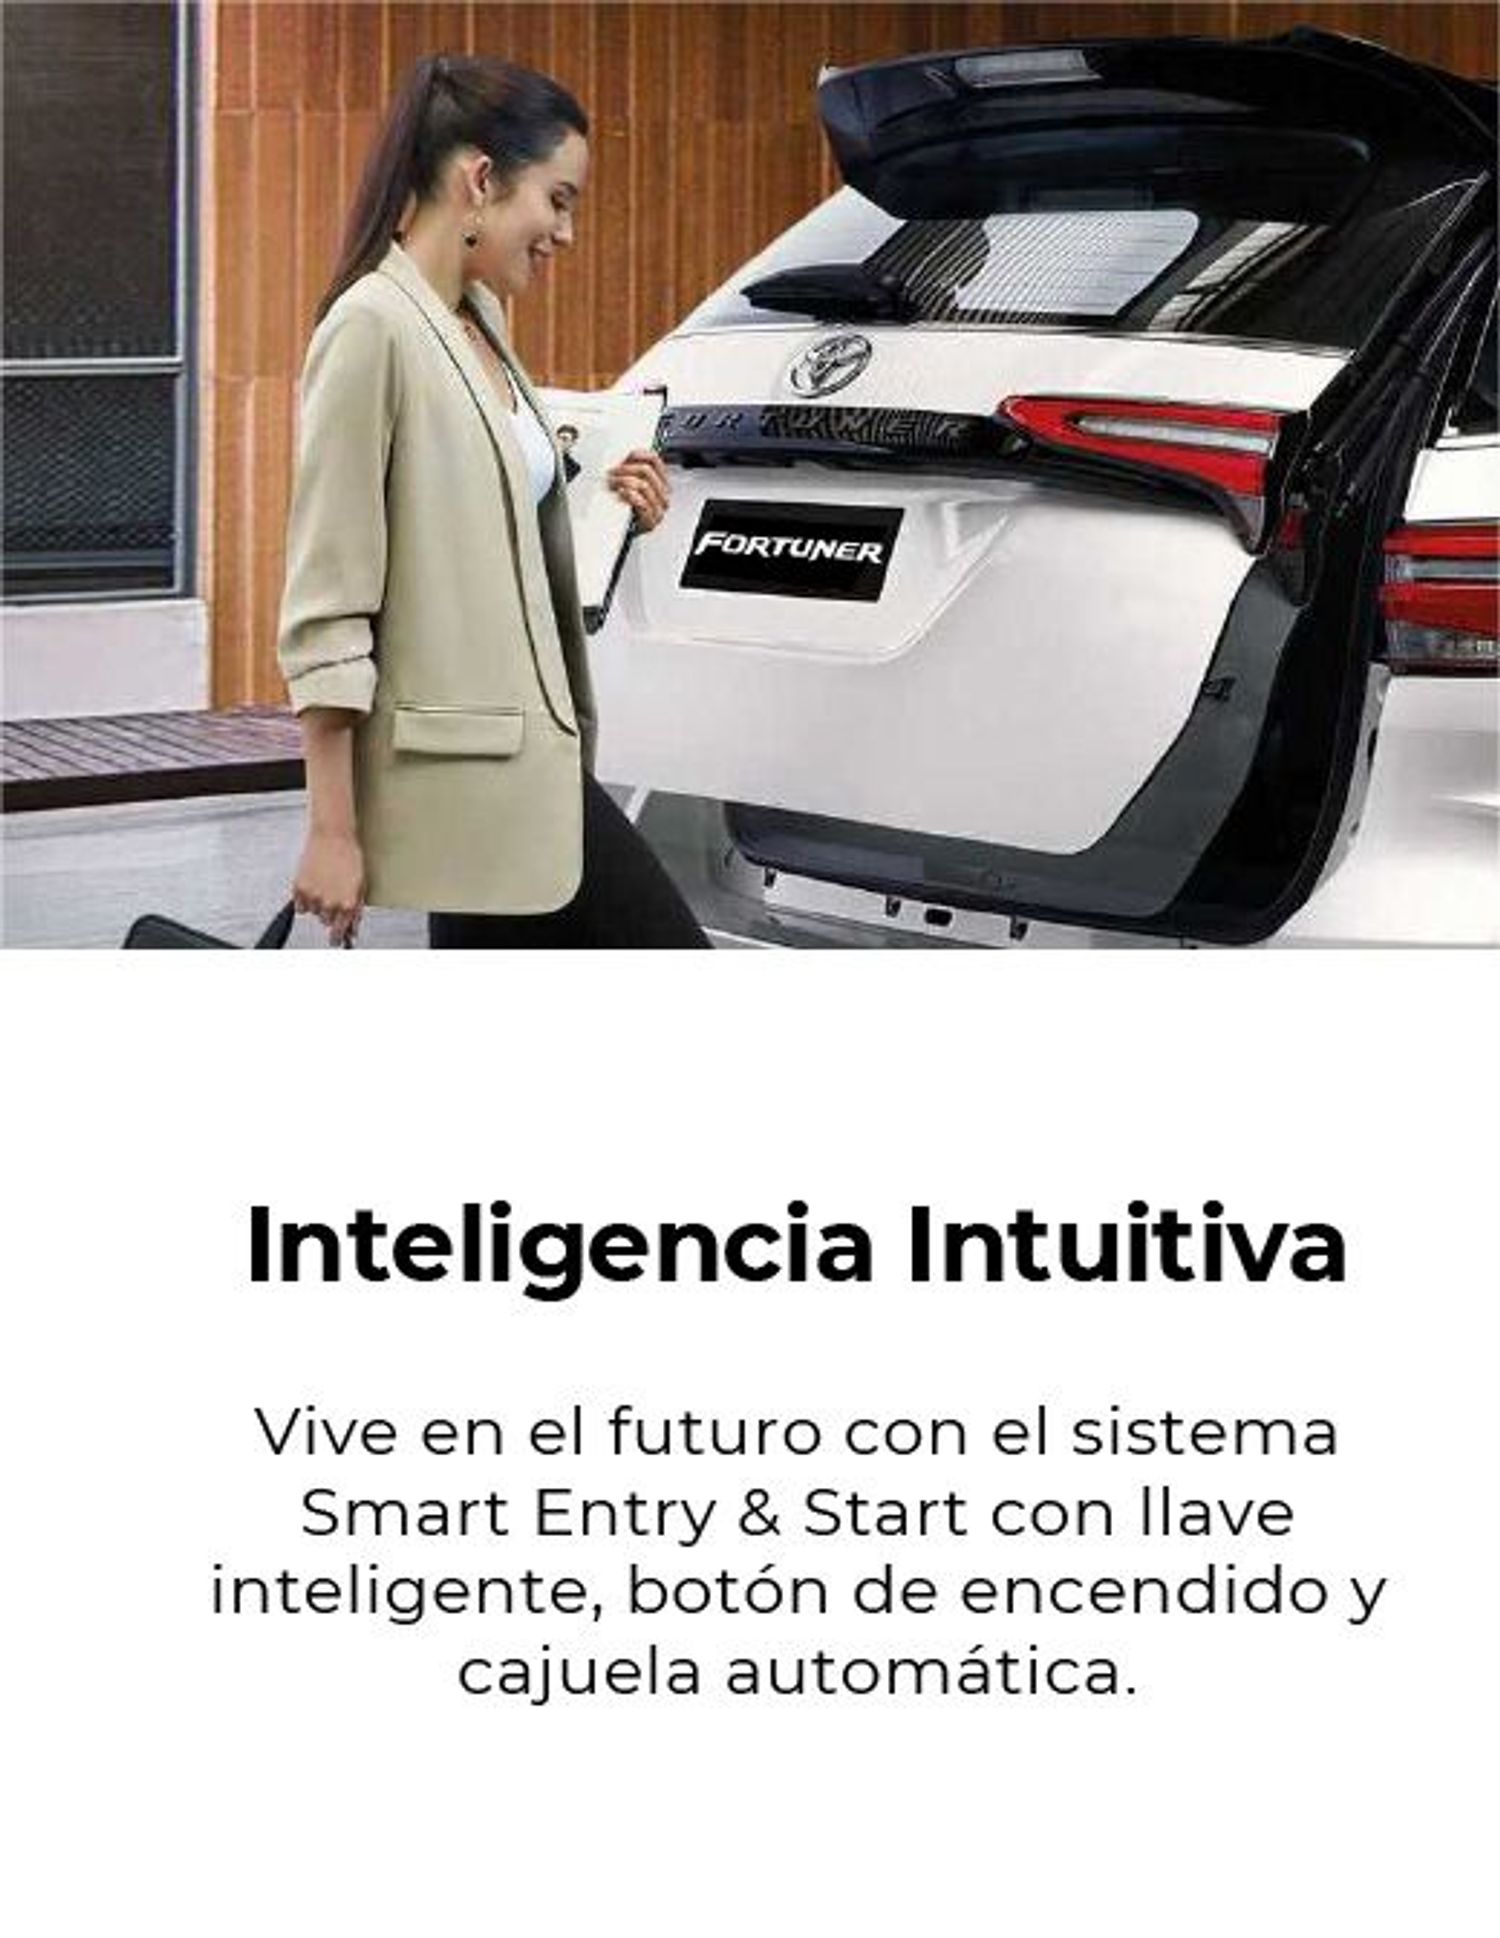 FORTUNER
FORTUNER
Inteligencia Intuitiva
Vive en el futuro con el sistema
Smart Entry & Start con llave
inteligente, botón de encendido y
cajuela automática.